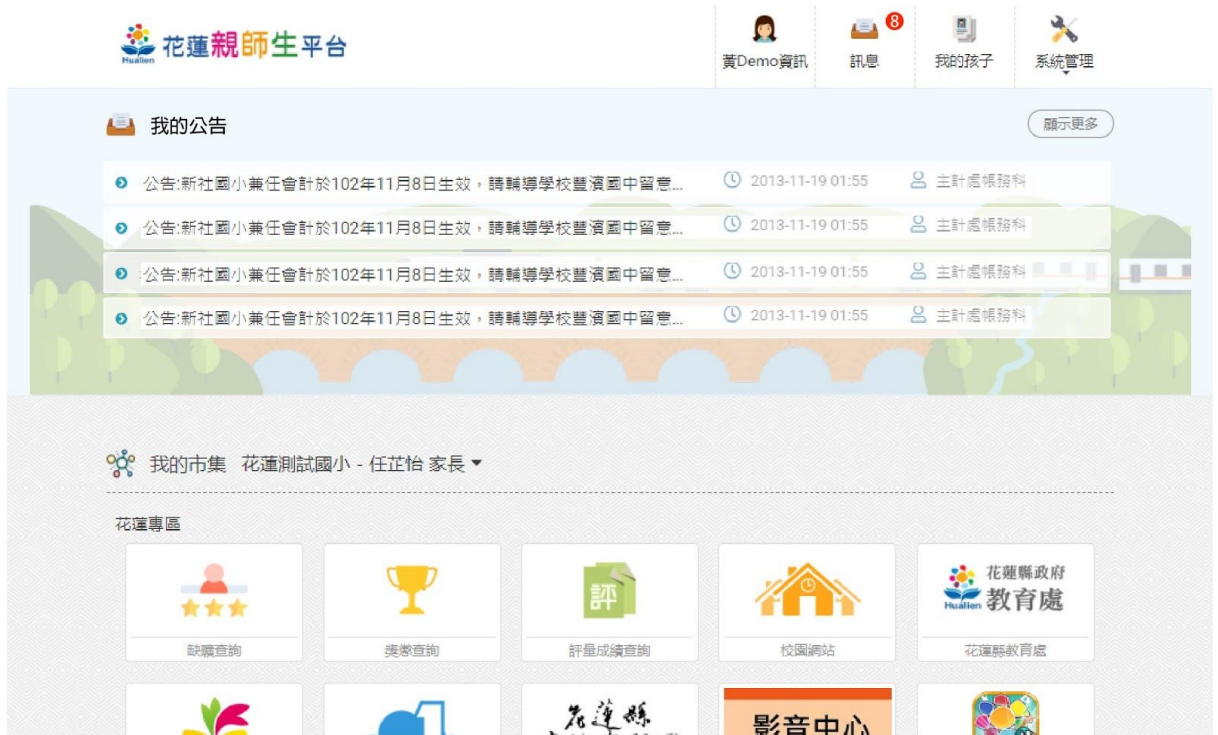 Hualien 花蓮親師生平台
8
黃Demo資訊 訊息 我的孩子 系統管理
我的公告 顯示更多
公告:新社國小兼任會計於102年11月8日生效，請輔導學校豐濱國中留意... 2013-11-19 01:55 主計處帳務科
公告:新社國小兼任會計於102年11月8日生效，請輔導學校豐濱國中留意... 2013-11-19 01:55 主計處帳務科
公告:新社國小兼任會計於102年11月8日生效，請輔導學校豐濱國中留意... 2013-11-19 01:55 主計處帳務科
公告:新社國小兼任會計於102年11月8日生效，請輔導學校豐濱國中留意... 2013-11-19 01:55 主計處帳務科
我的市集 花蓮測試國小 - 任芷怡 家長
花蓮專區
評
花蓮縣政府
Hualien 教育處
缺曠查詢 獎懲查詢 評量成績查詢 校園網站 花蓮縣教育處
花蓮縣
影音中心